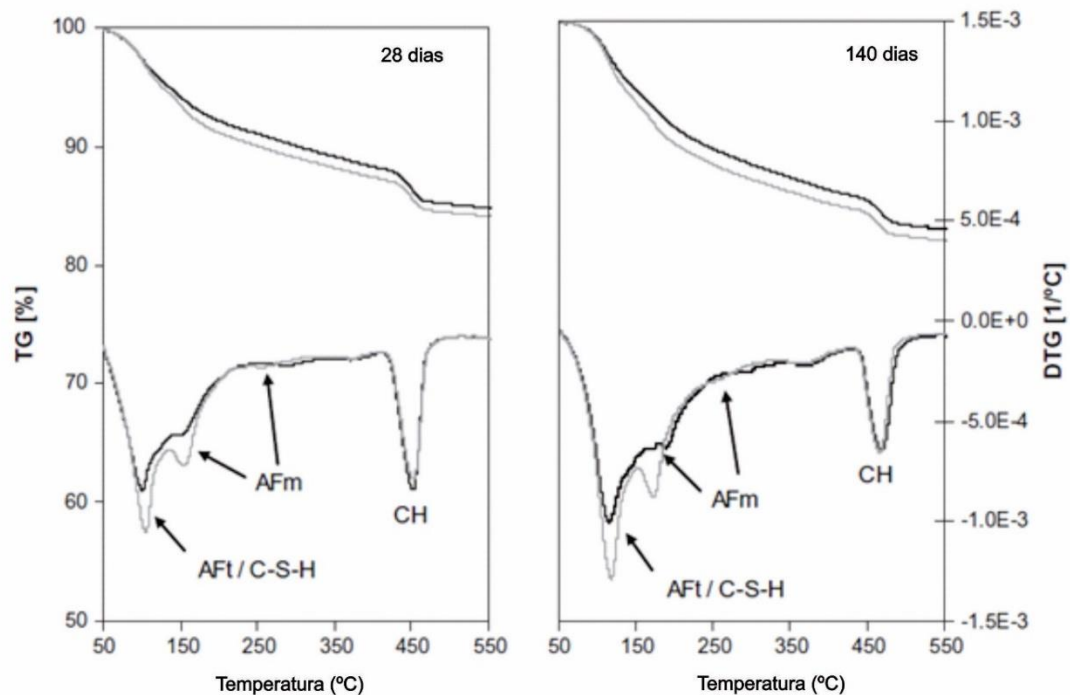 28 dias
TG [%]
100
90
80
70
60
50
AFm
CH
AFt / C-S-H
50 150 250 350 450 550
Temperatura (ºC)
140 dias
1.5E-3
1.0E-3
5.0E-4
0.0E+0
-5.0E-4
-1.0E-3
-1.5E-3
DTG [1/ºC]
AFm
CH
AFt / C-S-H
50 150 250 350 450 550
Temperatura (ºC)